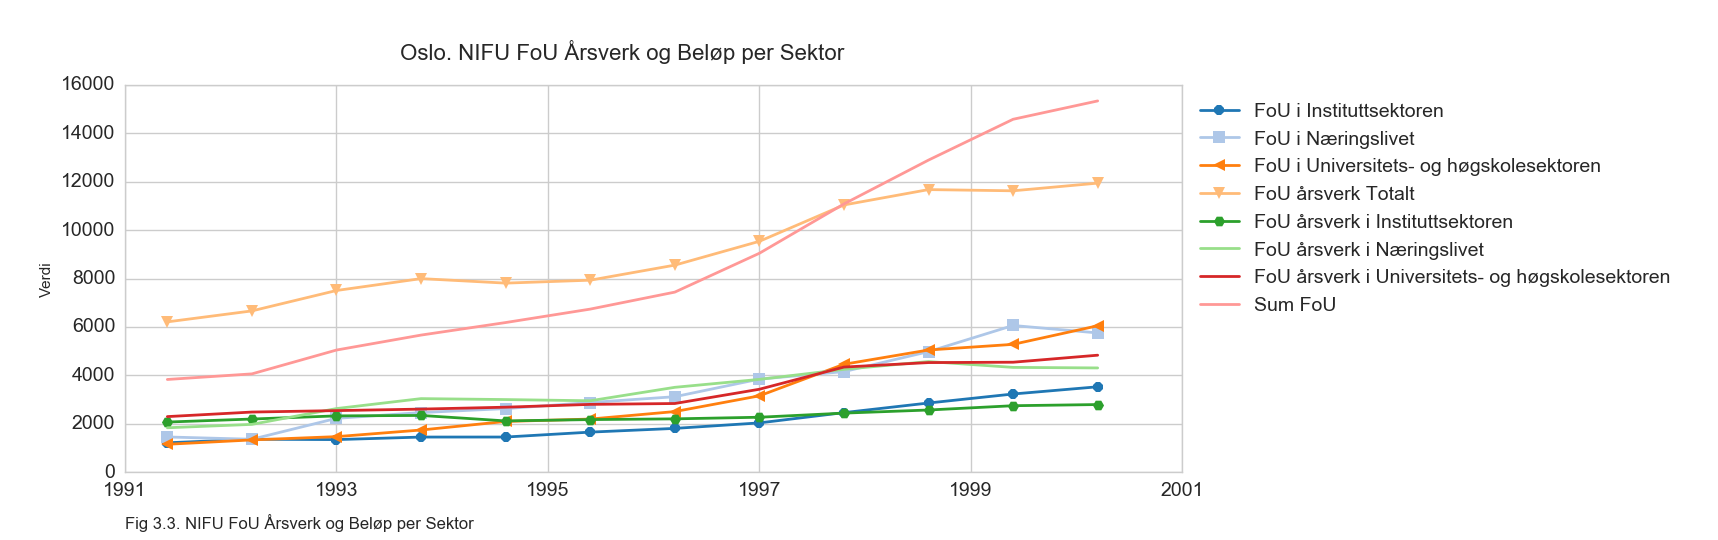 Oslo. NIFU FoU Årsverk og Beløp per Sektor
16000
14000
12000
10000
8000
6000
4000
2000
0
Verdi
1991 1993 1995 1997 1999 2001
FoU i Instituttsektoren
FoU i Næringslivet
FoU i Universitets- og høgskolesektoren
FoU årsverk Totalt
FoU årsverk i Instituttsektoren
FoU årsverk i Næringslivet
FoU årsverk i Universitets- og høgskolesektoren
Sum FoU
Fig 3.3. NIFU FoU Årsverk og Beløp per Sektor